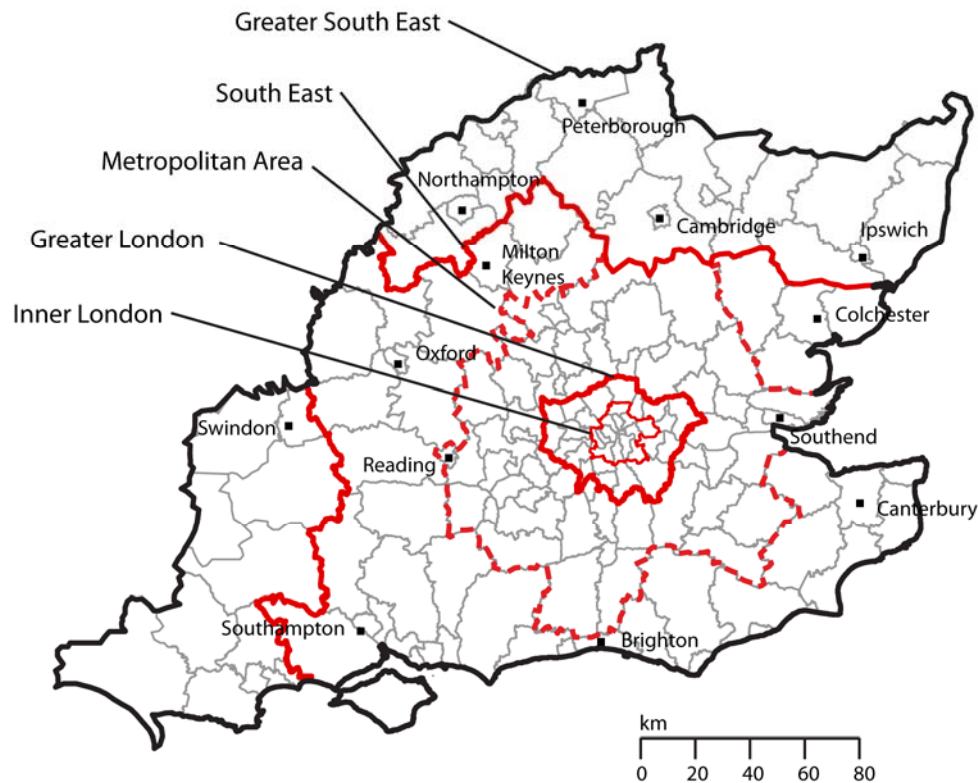 Greater South East
South East
Metropolitan Area
Greater London
Inner London
Peterborough
Northampton
Cambridge
Ipswich
Milton
Keynes
Colchester
Oxford
Swindon
Southend
Reading
Canterbury
Southampton
Brighton
km
0 20 40 60 80